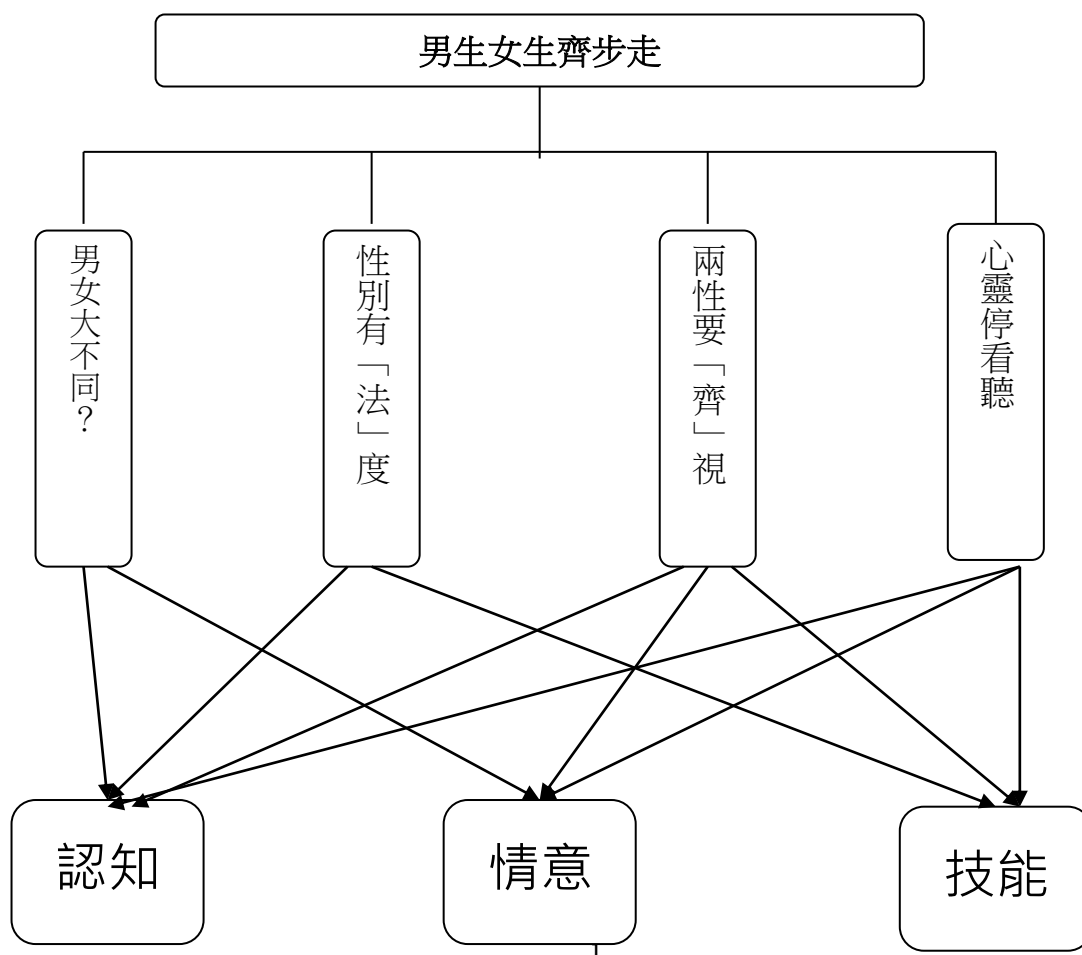 男生女生齊步走
男女大不同？
性別有「法」度
兩性要「齊」視
心靈停看聽
認知
情意
技能